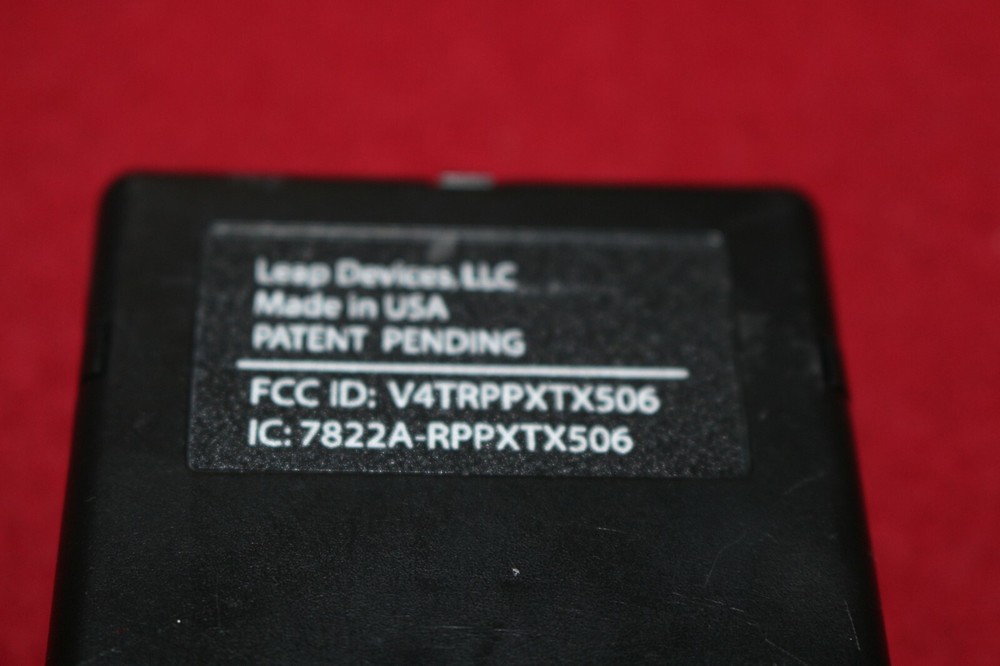 Leap Devices, LLC
Made in USA
PATENT PENDING
FCC ID: V4TRPPXTX506
IC: 7822A-RPPXTX506